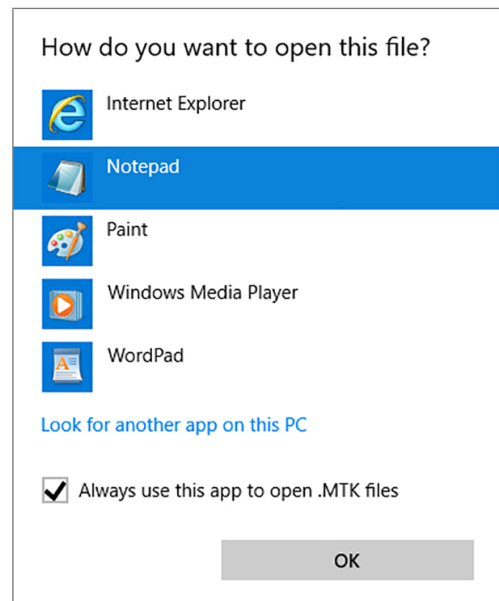 How do you want to open this file?
Internet Explorer
Notepad
Paint
Windows Media Player
WordPad
Look for another app on this PC
Always use this app to open .MTK files
OK